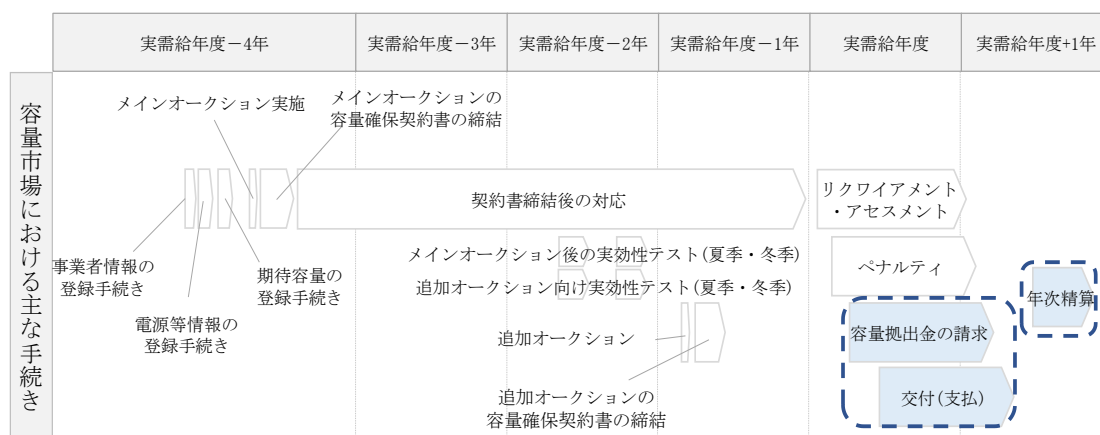 実需給年度－4年
実需給年度－3年
実需給年度－2年
実需給年度－1年
実需給年度
実需給年度+1年
容量市場における主な手続き
メインオークション実施
メインオークションの
容量確保契約書の締結
契約書締結後の対応
リクワイアメント
・アセスメント
事業者情報の
登録手続き
電源等情報の
登録手続き
期待容量の
登録手続き
メインオークション後の実効性テスト(夏季・冬季)
追加オークション向け実効性テスト(夏季・冬季)
ペナルティ
追加オークション
追加オークションの
容量確保契約書の締結
容量拠出金の請求
交付(支払)
年次精算